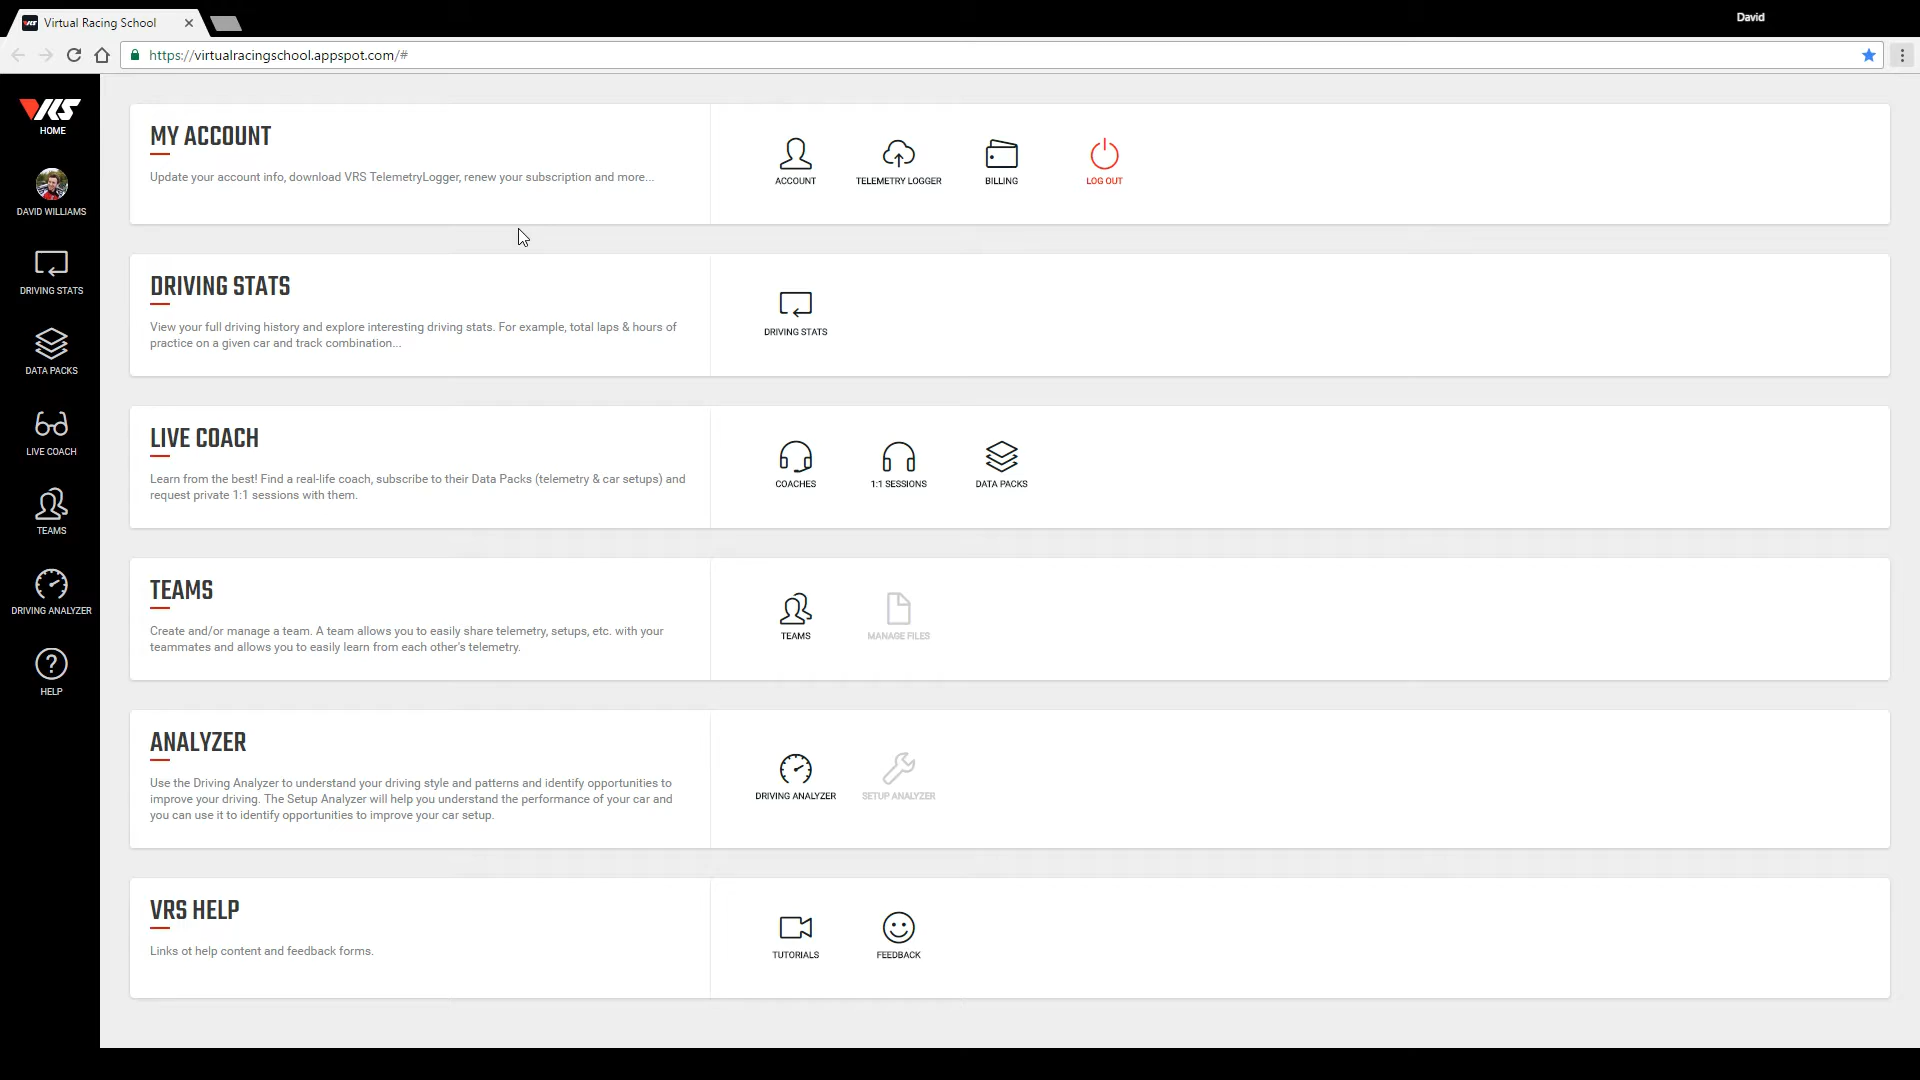 Virtual Racing School
David
https://virtualracingschool.appspot.com/#
VRS
HOME
DAVID WILLIAMS
DRIVING STATS
DATA PACKS
LIVE COACH
TEAMS
DRIVING ANALYZER
HELP
MY ACCOUNT
Update your account info, download VRS TelemetryLogger, renew your subscription and more...
ACCOUNT
TELEMETRY LOGGER
BILLING
LOG OUT
DRIVING STATS
View your full driving history and explore interesting driving stats. For example, total laps & hours of
practice on a given car and track combination...
DRIVING STATS
LIVE COACH
Learn from the best! Find a real-life coach, subscribe to their Data Packs (telemetry & car setups) and
request private 1:1 sessions with them.
COACHES
1:1 SESSIONS
DATA PACKS
TEAMS
Create and/or manage a team. A team allows you to easily share telemetry, setups, etc. with your
teammates and allows you to easily learn from each other's telemetry.
TEAMS
MANAGE FILES
ANALYZER
Use the Driving Analyzer to understand your driving style and patterns and identify opportunities to
improve your driving. The Setup Analyzer will help you understand the performance of your car and
you can use it to identify opportunities to improve your car setup.
DRIVING ANALYZER
SETUP ANALYZER
VRS HELP
Links ot help content and feedback forms.
TUTORIALS
FEEDBACK